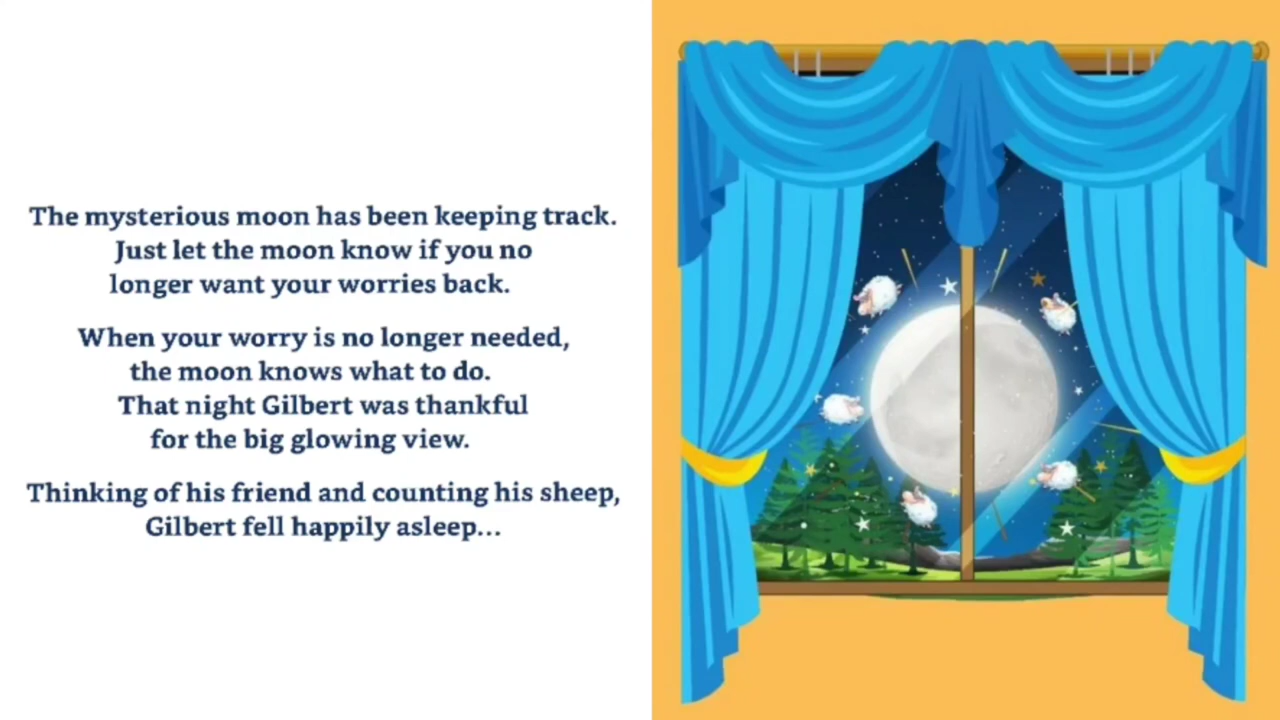 The mysterious moon has been keeping track.
Just let the moon know if you no
longer want your worries back.
When your worry is no longer needed,
the moon knows what to do.
That night Gilbert was thankful
for the big glowing view.
Thinking of his friend and counting his sheep,
Gilbert fell happily asleep...